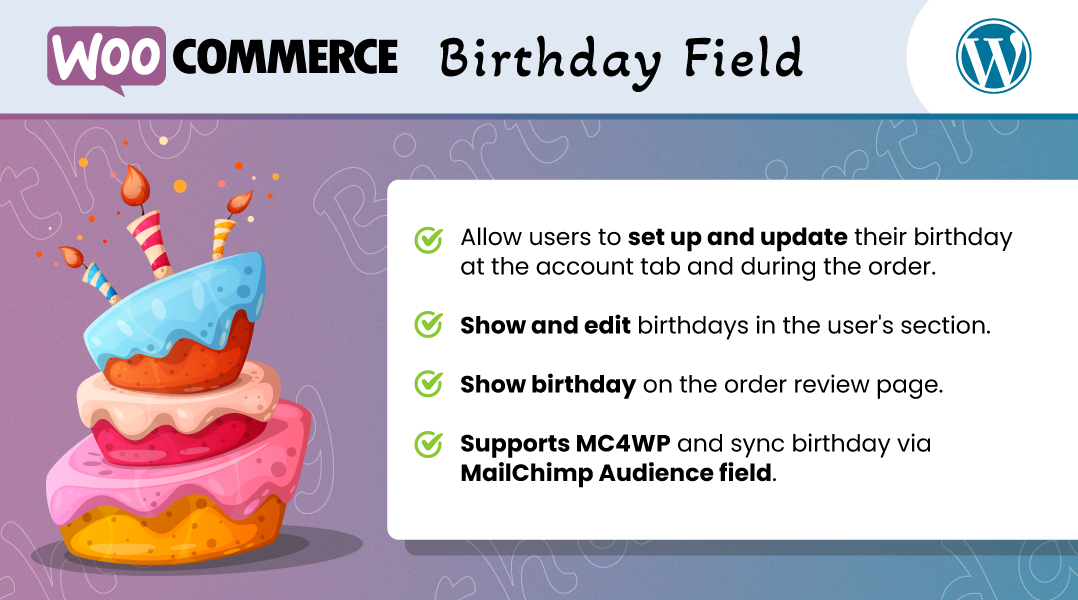 WOO COMMERCE Birthday Field
W
Allow users to set up and update their birthday
at the account tab and during the order.
Show and edit birthdays in the user's section.
Show birthday on the order review page.
Supports MC4WP and sync birthday via
MailChimp Audience field.